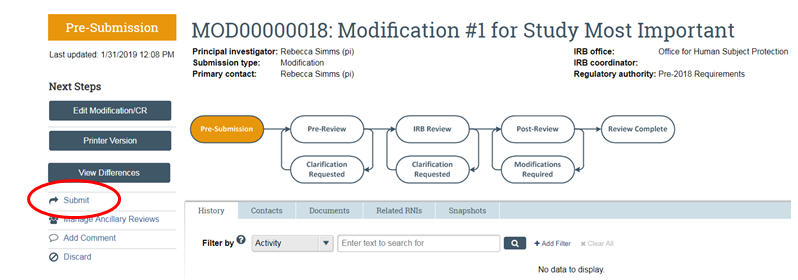 Pre-Submission
Last updated: 1/31/2019 12:08 PM
Next Steps
Edit Modification/CR
Printer Version
View Differences
Submit
Manage Ancillary Reviews
Add Comment
Discard
MOD00000018: Modification #1 for Study Most Important
Principal investigator: Rebecca Simms (pi)
Submission type: Modification
Primary contact: Rebecca Simms (pi)
IRB office: Office for Human Subject Protection
IRB coordinator:
Regulatory authority: Pre-2018 Requirements
Pre-Submission
Pre-Review
IRB Review
Post-Review
Review Complete
Clarification
Requested
Clarification
Requested
Modifications
Required
History
Contacts
Documents
Related RNIs
Snapshots
Filter by ? Activity Enter text to search for + Add Filter × Clear All
No data to display.